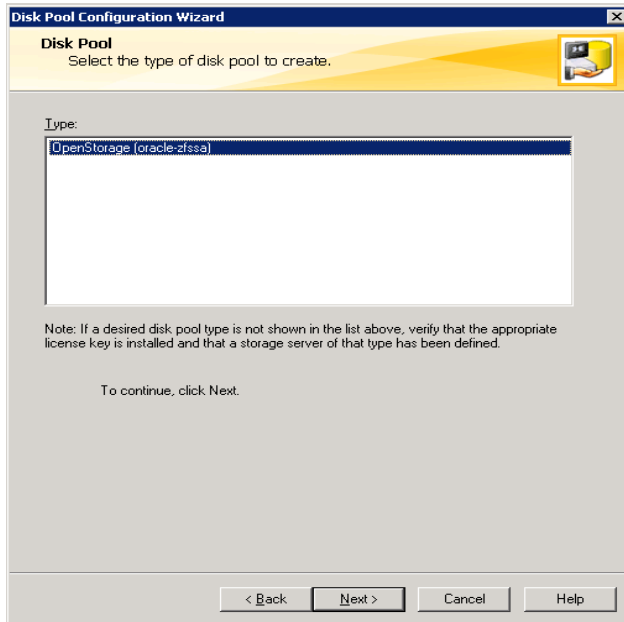 Disk Pool Configuration Wizard
Disk Pool
Select the type of disk pool to create.
Type:
OpenStorage (oracle-zfssa)
Note: If a desired disk pool type is not shown in the list above, verify that the appropriate
license key is installed and that a storage server of that type has been defined.
To continue, click Next.
< Back Next > Cancel Help